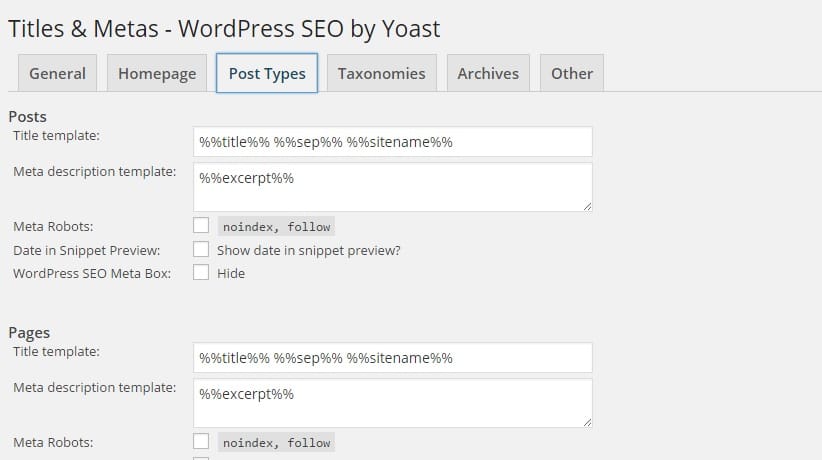 Titles & Metas - WordPress SEO by Yoast
General Homepage Post Types Taxonomies Archives Other
Posts
Title template: %%title%% %%sep%% %%sitename%%
Meta description template: %%excerpt%%
Meta Robots: noindex, follow
Date in Snippet Preview: Show date in snippet preview?
WordPress SEO Meta Box: Hide
Pages
Title template: %%title%% %%sep%% %%sitename%%
Meta description template: %%excerpt%%
Meta Robots: noindex, follow